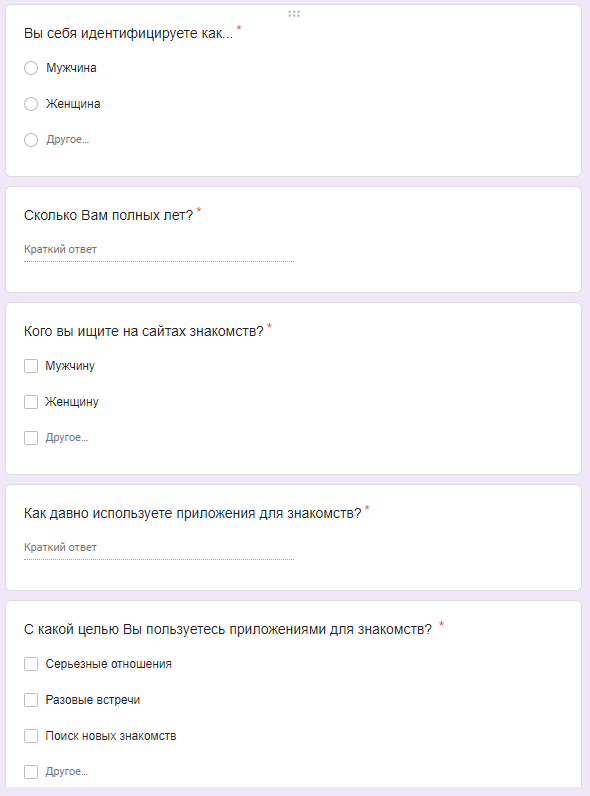 Вы себя идентифицируете как... *
Мужчина
Женщина
Другое...
Сколько Вам полных лет? *
Краткий ответ
Кого вы ищите на сайтах знакомств? *
Мужчину
Женщину
Другое...
Как давно используете приложения для знакомств? *
Краткий ответ
С какой целью Вы пользуетесь приложениями для знакомств? *
Серьезные отношения
Разовые встречи
Поиск новых знакомств
Другое...